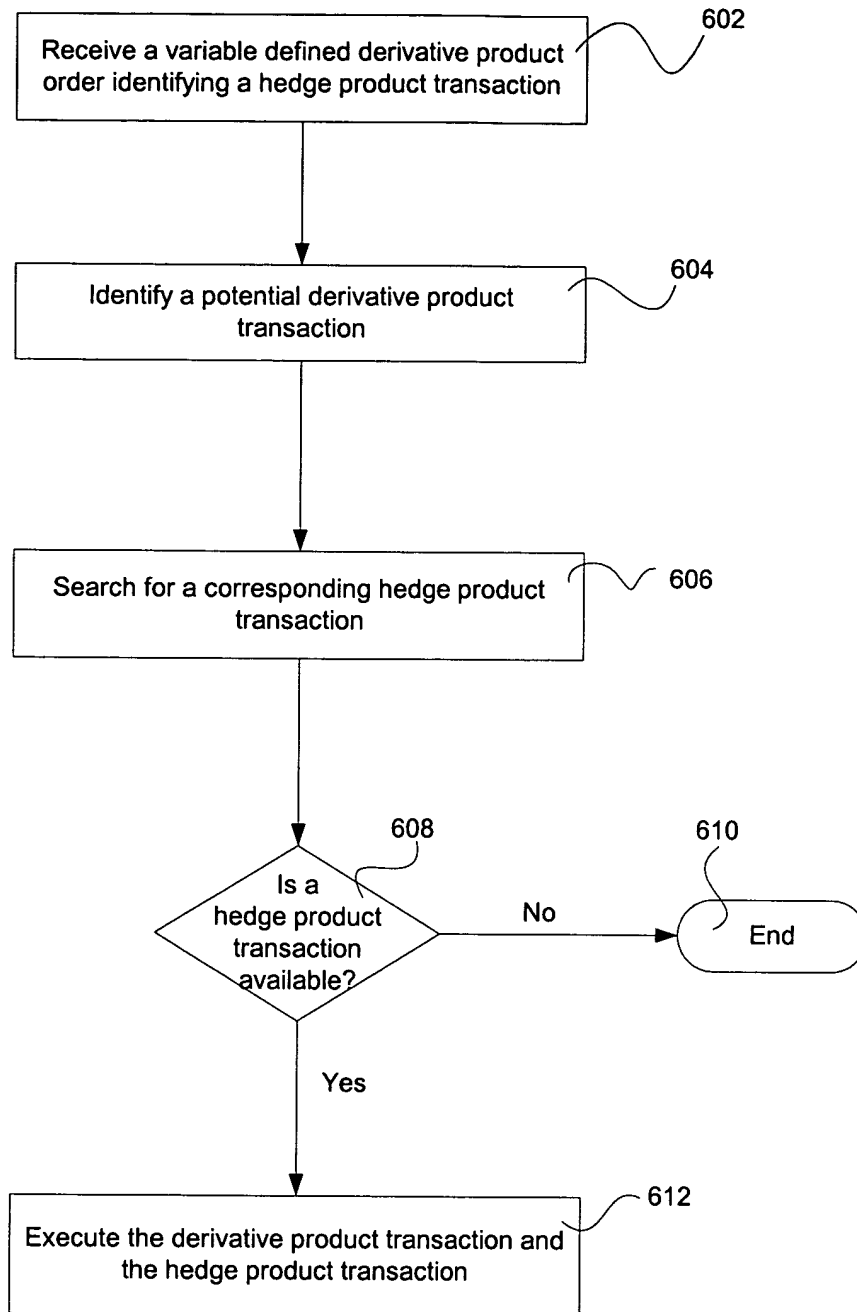 602
Receive a variable defined derivative product
order identifying a hedge product transaction
604
Identify a potential derivative product
transaction
606
Search for a corresponding hedge product
transaction
608
610
Is a
hedge product
transaction
available?
No
End
Yes
612
Execute the derivative product transaction and
the hedge product transaction